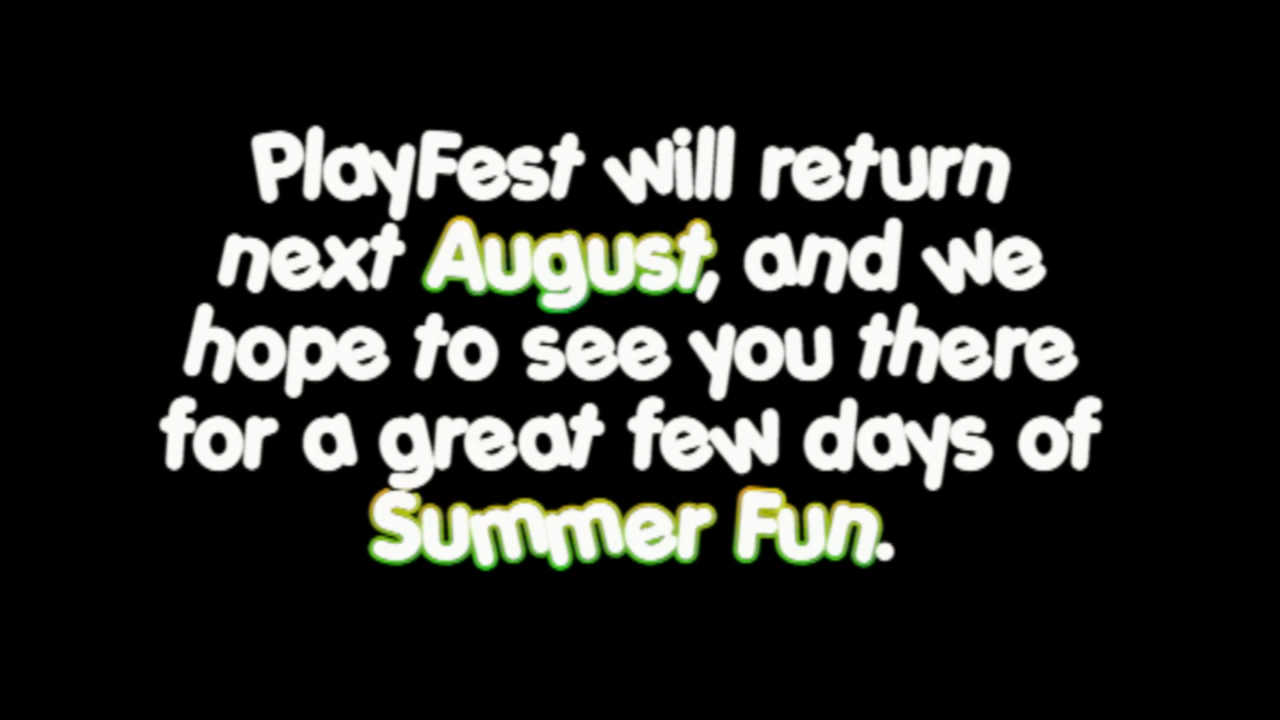 PlayFest will return
next August, and we
hope to see you there
for a great few days of
Summer Fun.